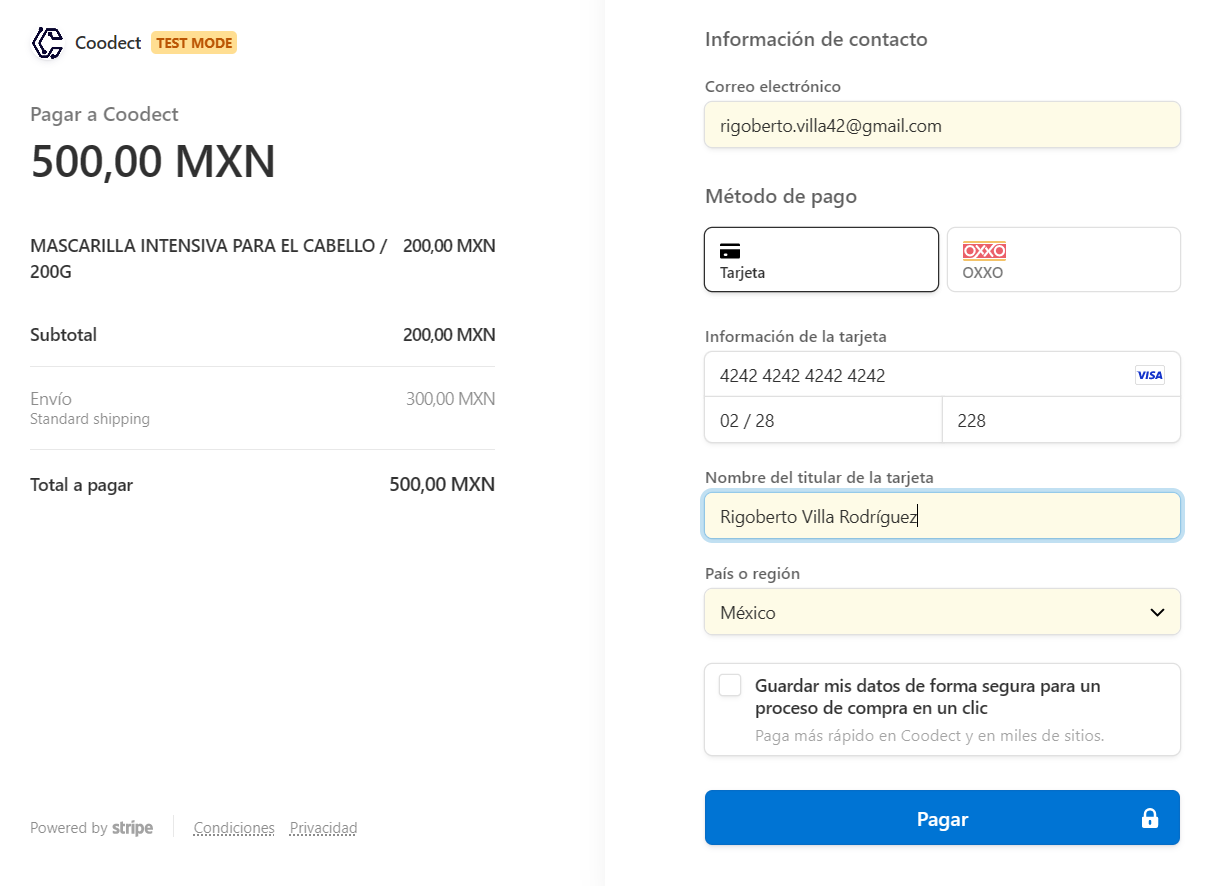 Coodect TEST MODE
Pagar a Coodect
500,00 MXN
MASCARILLA INTENSIVA PARA EL CABELLO / 200,00 MXN
200G
Subtotal 200,00 MXN
Envío 300,00 MXN
Standard shipping
Total a pagar 500,00 MXN
Powered by stripe Condiciones Privacidad
Información de contacto
Correo electrónico
rigoberto.villa42@gmail.com
Método de pago
OXXO
Tarjeta OXXO
Información de la tarjeta
4242 4242 4242 4242 VISA
02 / 28 228
Nombre del titular de la tarjeta
Rigoberto Villa Rodríguez
País o región
México
Guardar mis datos de forma segura para un
proceso de compra en un clic
Paga más rápido en Coodect y en miles de sitios.
Pagar